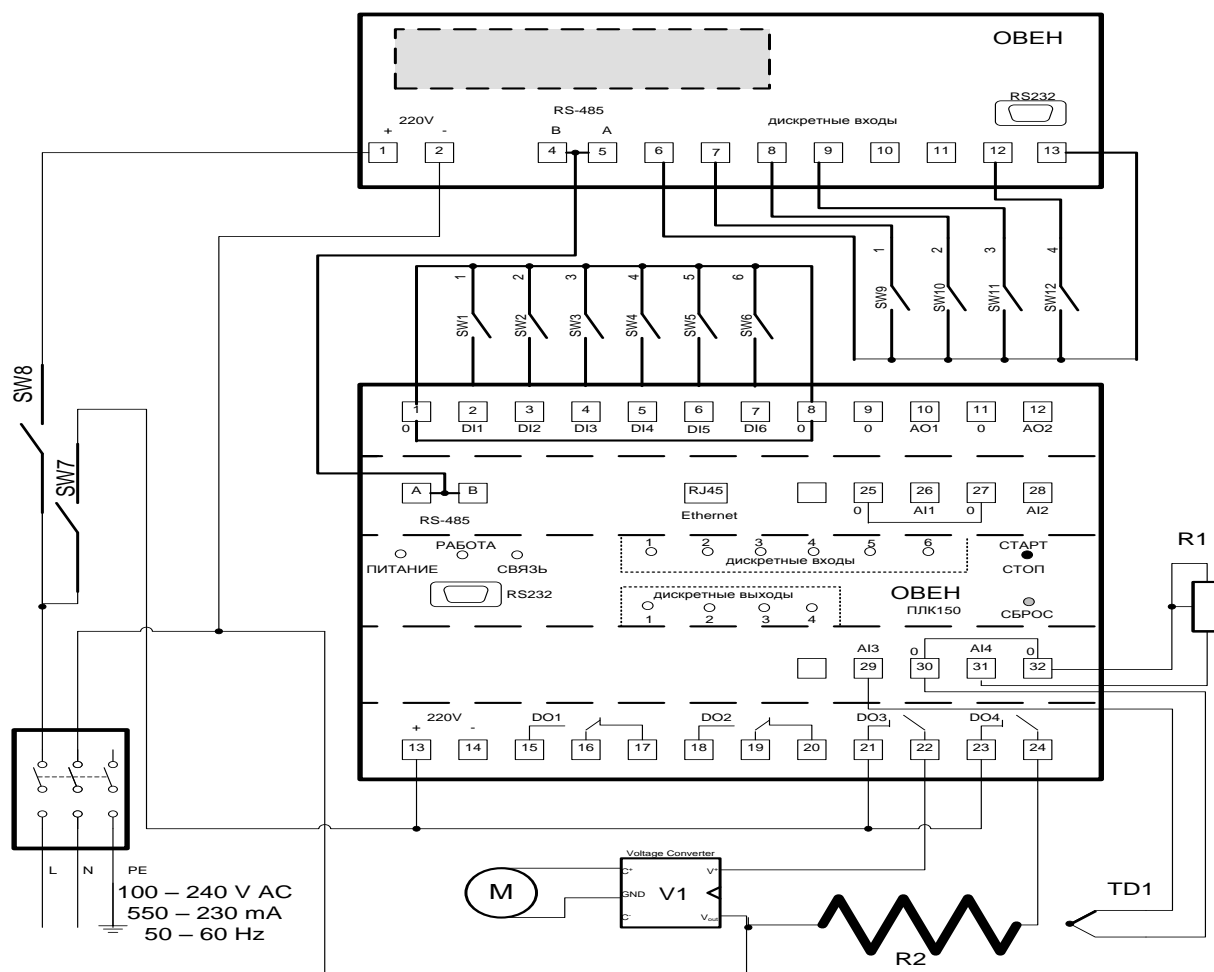 ОВЕН
RS232
220V
+ -
RS-485
B A
дискретные входы
1 2 4 5 6 7 8 9 10 11 12 13
1 2 3 4
SW9 SW10 SW11 SW12
1 2 3 4 5 6
SW1 SW2 SW3 SW4 SW5 SW6
SW8
SW7
1 2 3 4 5 6 7 8 9 10 11 12
0 DI1 DI2 DI3 DI4 DI5 DI6 0 0 AO1 0 AO2
A B
RS-485
RJ45
Ethernet
25 26 27 28
0 AI1 0 AI2
ПИТАНИЕ
РАБОТА
СВЯЗЬ
RS232
1 2 3 4 5 6
дискретные входы
дискретные выходы
1 2 3 4
СТАРТ
СТОП
ОВЕН
ПЛК150
СБРОС
R1
AI3 0 AI4 0
29 30 31 32
220V
+ -
DO1 DO2 DO3 DO4
13 14 15 16 17 18 19 20 21 22 23 24
L N PE
100 – 240 V AC
550 – 230 mA
50 – 60 Hz
M
Voltage Converter
C+ V+
GND
V1
C- Vout
R2
TD1